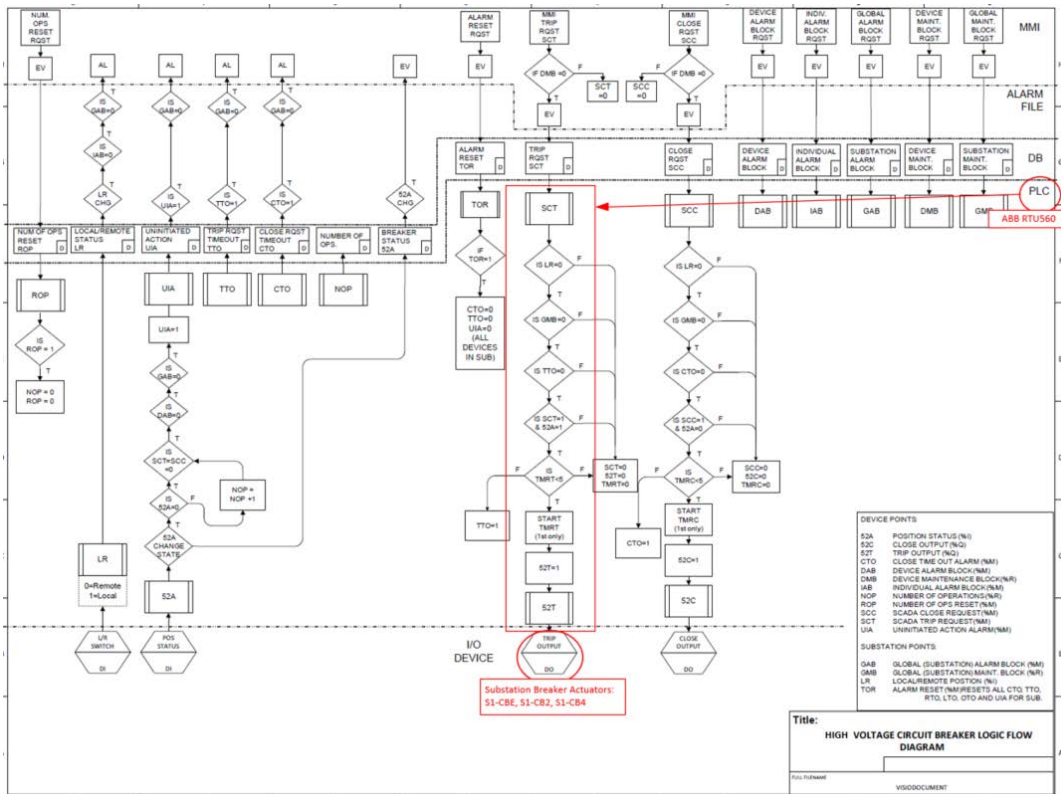 NUM.
OPS
RESET
RQST
ALARM
RESET
RQST
MMI
TRIP
RQST
SCT
MMI
CLOSE
RQST
SCC
DEVICE
ALARM
BLOCK
RQST
INDIV.
ALARM
BLOCK
RQST
GLOBAL
ALARM
BLOCK
RQST
DEVICE
MAINT.
BLOCK
RQST
GLOBAL
MAINT.
BLOCK
RQST
MMI
EV
AL
AL
AL
AL
EV
EV
IF DMB =0
F
SCT
=0
T
EV
SCC
=0
F
IF DMB =0
T
EV
EV
EV
EV
EV
EV
ALARM
FILE
T
IS
GAB=0
T
IS
GAB=0
T
IS
GAB=0
T
IS
GAB=0
T
IS
IAB=0
T
LR
CHG
T
IS
UIA=1
T
IS
TTO=1
T
IS
CTO=1
T
52A
CHG
ALARM
RESET
TOR
D
TRIP
RQST
SCT
D
CLOSE
RQST
SCC
D
DEVICE
ALARM
BLOCK
D
INDIVIDUAL
ALARM
BLOCK
D
SUBSTATION
ALARM
BLOCK
D
DEVICE
MAINT.
BLOCK
D
SUBSTATION
MAINT.
BLOCK
D
DB
PLC
ABB RTU560
TOR
SCT
SCC
DAB
IAB
GAB
DMB
NUM OF OPS
RESET
ROP
D
LOCAL/REMOTE
STATUS
LR
D
UNINITIATED
ACTION
UIA
D
TRIP RQST
TIMEOUT
TTO
D
CLOSE RQST
TIMEOUT
CTO
D
NUMBER OF
OPS.
D
BREAKER
STATUS
52A
D
ROP
IS
ROP = 1
T
NOP = 0
ROP = 0
UIA
TTO
CTO
NOP
UIA=1
T
IS
GAB=0
T
IS
DAB=0
T
IS
SCT=SCC
=0
T
IS
52A=0
F
NOP =
NOP +1
T
52A
CHANGE
STATE
52A
LR
0=Remote
1=Local
IF
TOR=1
T
CTO=0
TTO=0
UIA=0
(ALL
DEVICES
IN SUB)
IS LR=0
F
T
IS GMB=0
F
T
IS TTO=0
F
T
IS SCT=1
& 52A=1
F
T
F
IS
TMRT<5
F
SCT=0
52T=0
TMRT=0
T
TTO=1
START
TMRT
(1st only)
52T=1
52T
IS LR=0
F
T
IS GMB=0
F
T
IS CTO=0
F
T
IS SCC=1
& 52A=0
F
T
F
IS
TMRC<5
F
SCC=0
52C=0
TMRC=0
T
CTO=1
START
TMRC
(1st only)
52C=1
52C
L/R
SWITCH
DI
POS
STATUS
DI
I/O
DEVICE
TRIP
OUTPUT
DO
CLOSE
OUTPUT
DO
Substation Breaker Actuators:
S1-CBE, S1-CB2, S1-CB4
DEVICE POINTS:
52A POSITION STATUS (%I)
52C CLOSE OUTPUT (%Q)
52T TRIP OUTPUT (%Q)
CTO CLOSE TIME OUT ALARM (%M)
DAB DEVICE ALARM BLOCK(%M)
DMB DEVICE MAINTENANCE BLOCK(%R)
IAB INDIVIDUAL ALARM BLOCK(%M)
NOP NUMBER OF OPERATIONS(%R)
ROP NUMBER OF OPS RESET(%M)
SCC SCADA CLOSE REQUEST(%M)
SCT SCADA TRIP REQUEST(%M)
UIA UNINITIATED ACTION ALARM(%M)
SUBSTATION POINTS:
GAB GLOBAL (SUBSTATION) ALARM BLOCK (%M)
GMB GLOBAL (SUBSTATION) MAINT. BLOCK (%R)
LR LOCAL/REMOTE POSTION (%I)
TOR ALARM RESET (%M)RESETS ALL CTO, TTO,
RTO, LTO, OTO AND UIA FOR SUB.
Title:
HIGH VOLTAGE CIRCUIT BREAKER LOGIC FLOW
DIAGRAM
FULL FILENAME
VISIODOCUMENT